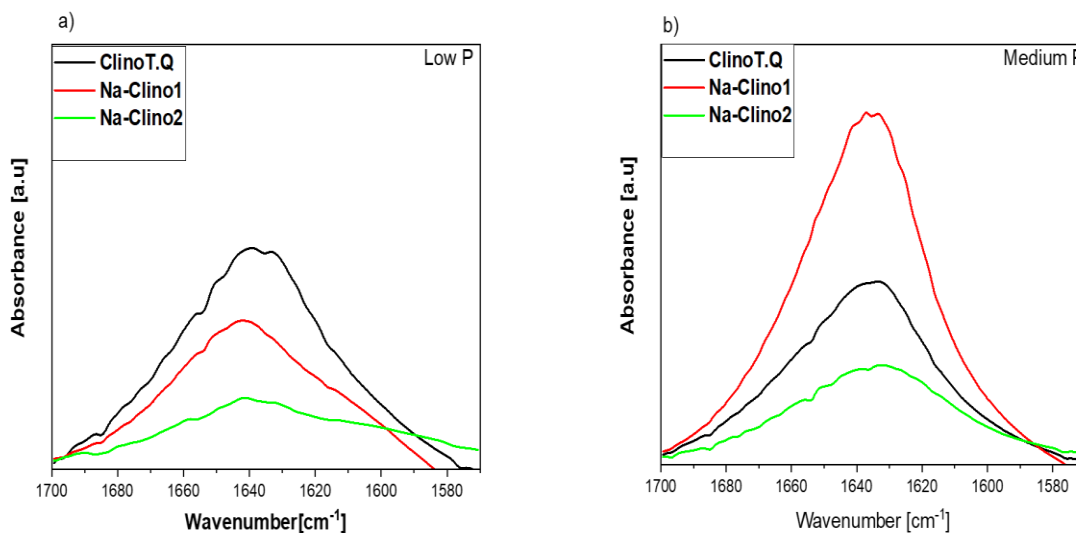 a)
Low P
ClinoT.Q
Na-Clino1
Na-Clino2
Absorbance [a.u]
1700 1680 1660 1640 1620 1600 1580
Wavenumber[cm⁻¹]
b)
Medium P
ClinoT.Q
Na-Clino1
Na-Clino2
Absorbance [a.u]
1700 1680 1660 1640 1620 1600 1580
Wavenumber [cm⁻¹]